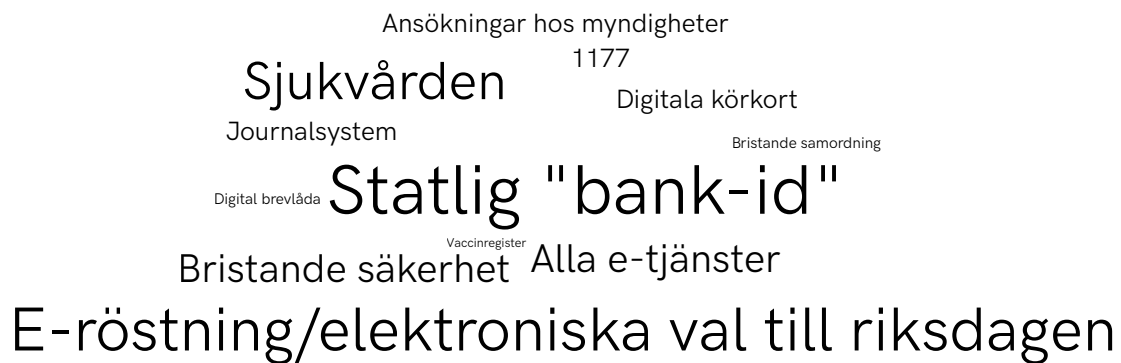 Ansökningar hos myndigheter
1177
Sjukvården
Digitala körkort
Journalsystem
Bristande samordning
Statlig "bank-id"
Digital brevlåda
Vaccinregister
Alla e-tjänster
Bristande säkerhet
E-röstning/elektroniska val till riksdagen